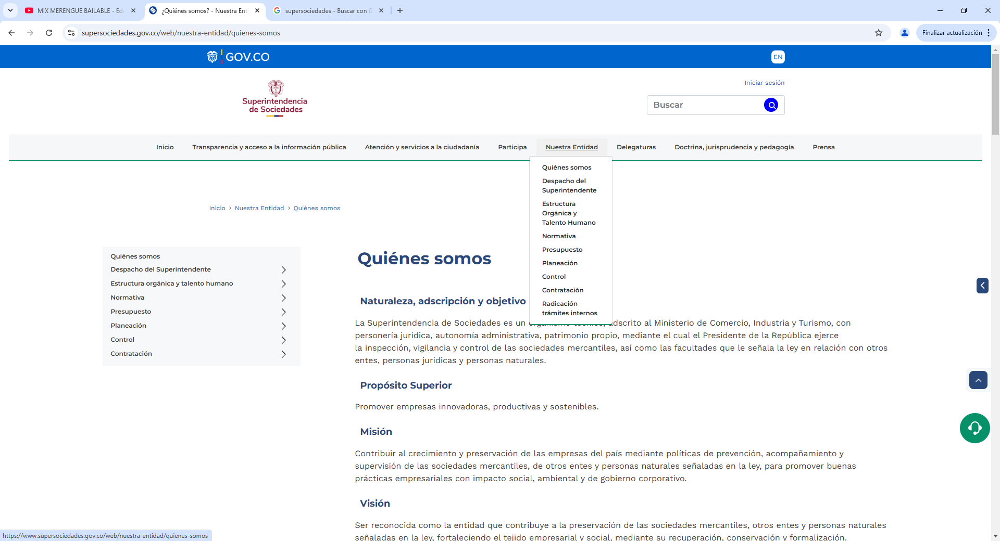 MIX MERENGUE BAILABLE - Ed
¿Quiénes somos? - Nuestra Ent
supersociedades - Buscar con G
supersociedades.gov.co/web/nuestra-entidad/quienes-somos
Finalizar actualización
GOV.CO
EN
Superintendencia
de Sociedades
Iniciar sesión
Buscar
Inicio
Transparencia y acceso a la información pública
Atención y servicios a la ciudadanía
Participa
Nuestra Entidad
Delegaturas
Doctrina, jurisprudencia y pedagogía
Prensa
Quiénes somos
Despacho del
Superintendente
Estructura
Orgánica y
Talento Humano
Normativa
Presupuesto
Planeación
Control
Contratación
Radicación
trámites internos
Inicio > Nuestra Entidad > Quiénes somos
Quiénes somos
Despacho del Superintendente
Estructura orgánica y talento humano
Normativa
Presupuesto
Planeación
Control
Contratación
Quiénes somos
Naturaleza, adscripción y objetivo
La Superintendencia de Sociedades es un organismo técnico, adscrito al Ministerio de Comercio, Industria y Turismo, con
personería jurídica, autonomía administrativa, patrimonio propio, mediante el cual el Presidente de la República ejerce
la inspección, vigilancia y control de las sociedades mercantiles, así como las facultades que le señala la ley en relación con otros
entes, personas jurídicas y personas naturales.
Propósito Superior
Promover empresas innovadoras, productivas y sostenibles.
Misión
Contribuir al crecimiento y preservación de las empresas del país mediante políticas de prevención, acompañamiento y
supervisión de las sociedades mercantiles, de otros entes y personas naturales señaladas en la ley, para promover buenas
prácticas empresariales con impacto social, ambiental y de gobierno corporativo.
Visión
Ser reconocida como la entidad que contribuye a la preservación de las sociedades mercantiles, otros entes y personas naturales
señaladas en la ley, fortaleciendo el tejido empresarial y social, mediante su recuperación, conservación y formalización.
https://www.supersociedades.gov.co/web/nuestra-entidad/quienes-somos